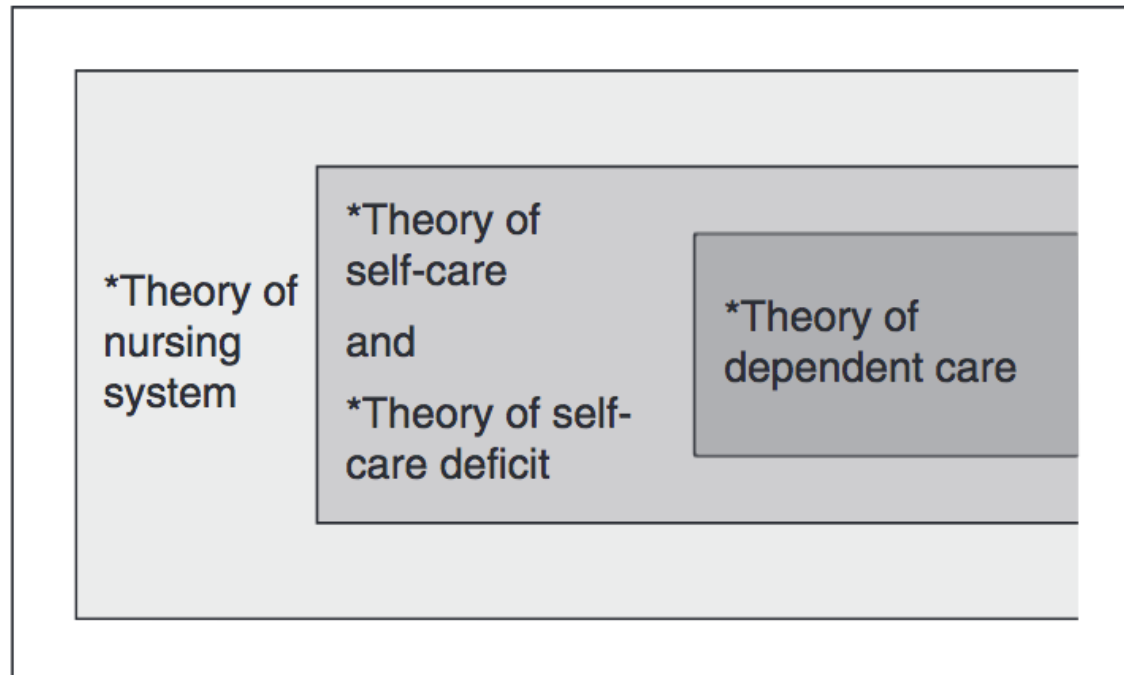 *Theory of
nursing
system
*Theory of
self-care
and
*Theory of self-
care deficit
*Theory of
dependent care